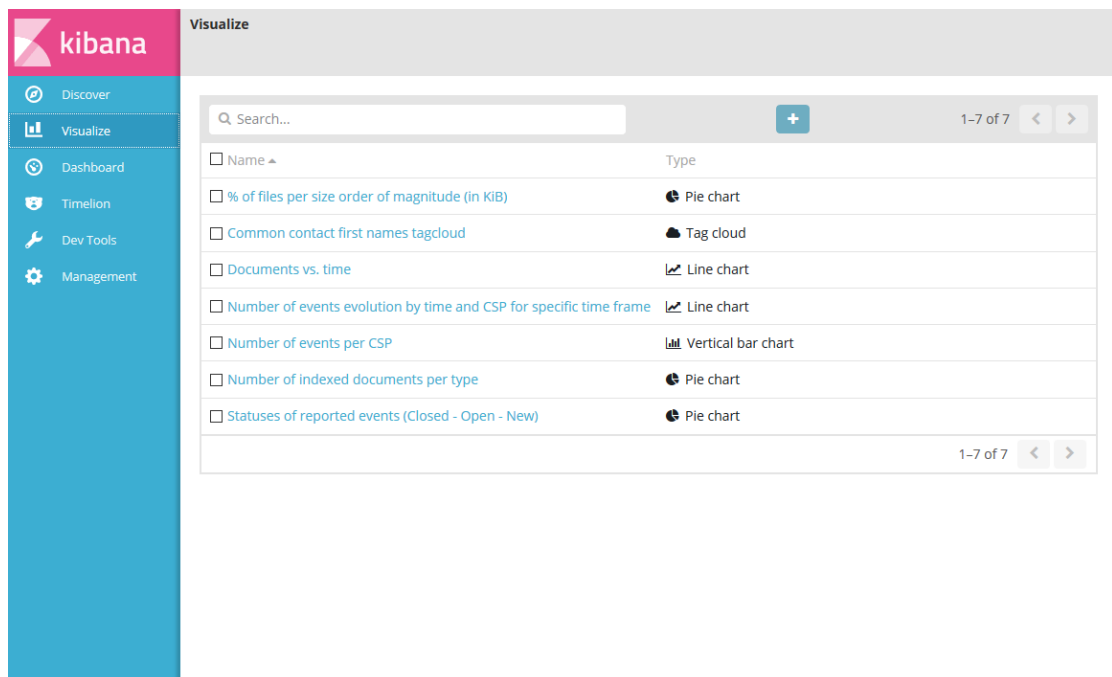 kibana
Visualize
Discover
Visualize
Dashboard
Timelion
Dev Tools
Management
Search...
+
1–7 of 7
Name
Type
% of files per size order of magnitude (in KiB)
Pie chart
Common contact first names tagcloud
Tag cloud
Documents vs. time
Line chart
Number of events evolution by time and CSP for specific time frame
Line chart
Number of events per CSP
Vertical bar chart
Number of indexed documents per type
Pie chart
Statuses of reported events (Closed - Open - New)
Pie chart
1–7 of 7